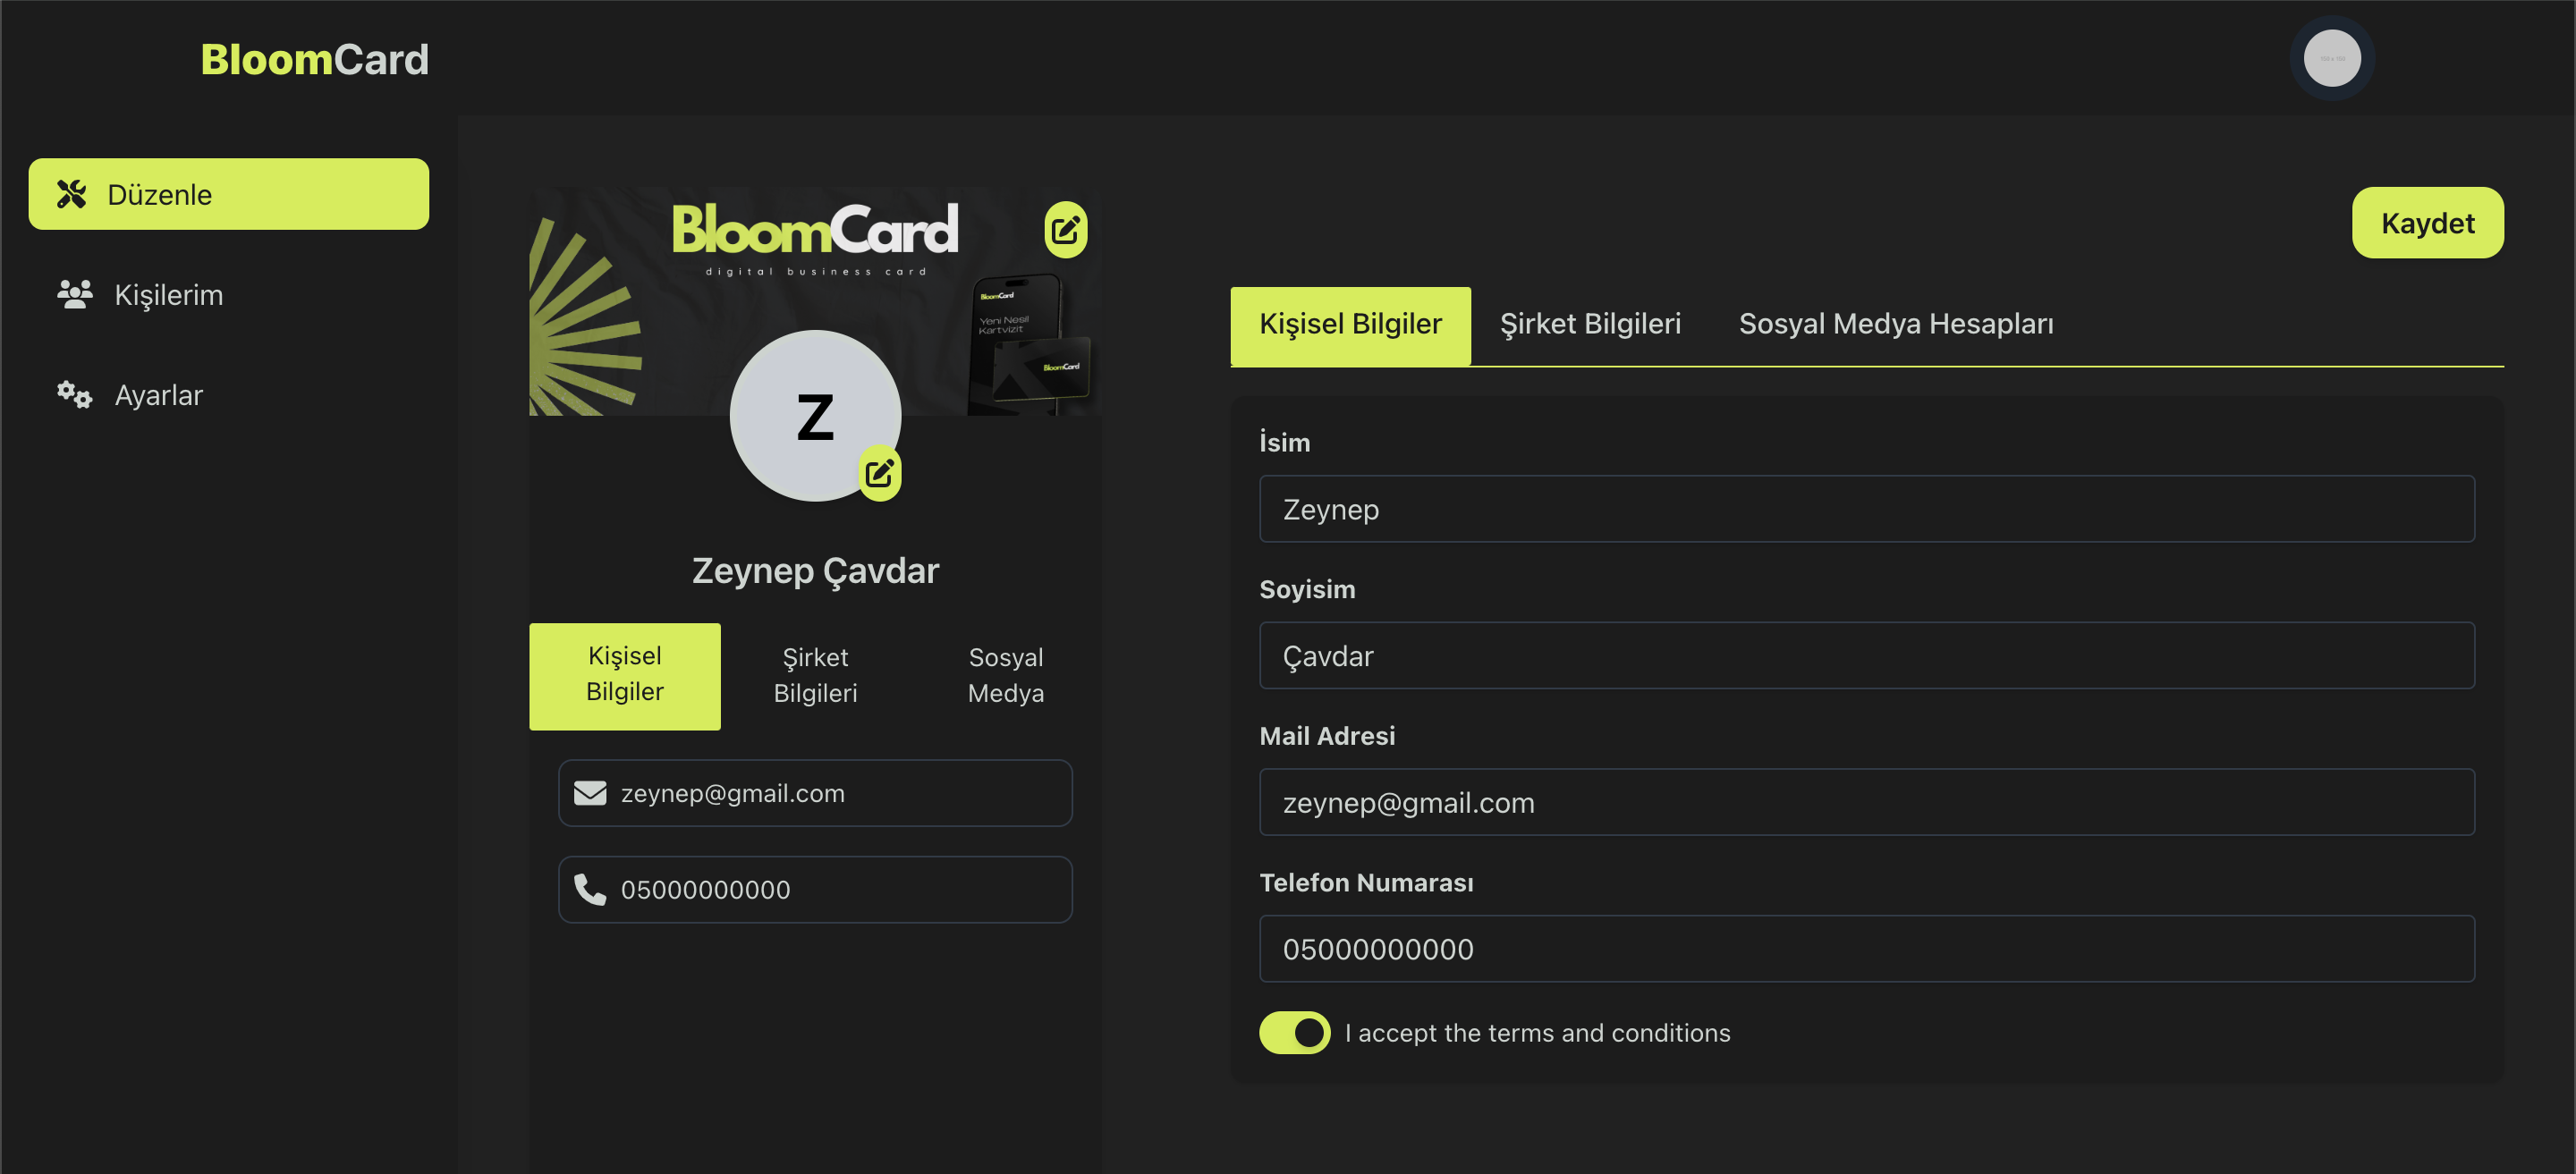 BloomCard
Düzenle
Kişilerim
Ayarlar
BloomCard
digital business card
BloomCard
Yeni Nesil
Kartvizit
BloomCard
Z
Zeynep Çavdar
Kişisel
Bilgiler
Şirket
Bilgileri
Sosyal
Medya
zeynep@gmail.com
05000000000
Kaydet
Kişisel Bilgiler
Şirket Bilgileri
Sosyal Medya Hesapları
İsim
Zeynep
Soyisim
Çavdar
Mail Adresi
zeynep@gmail.com
Telefon Numarası
05000000000
I accept the terms and conditions